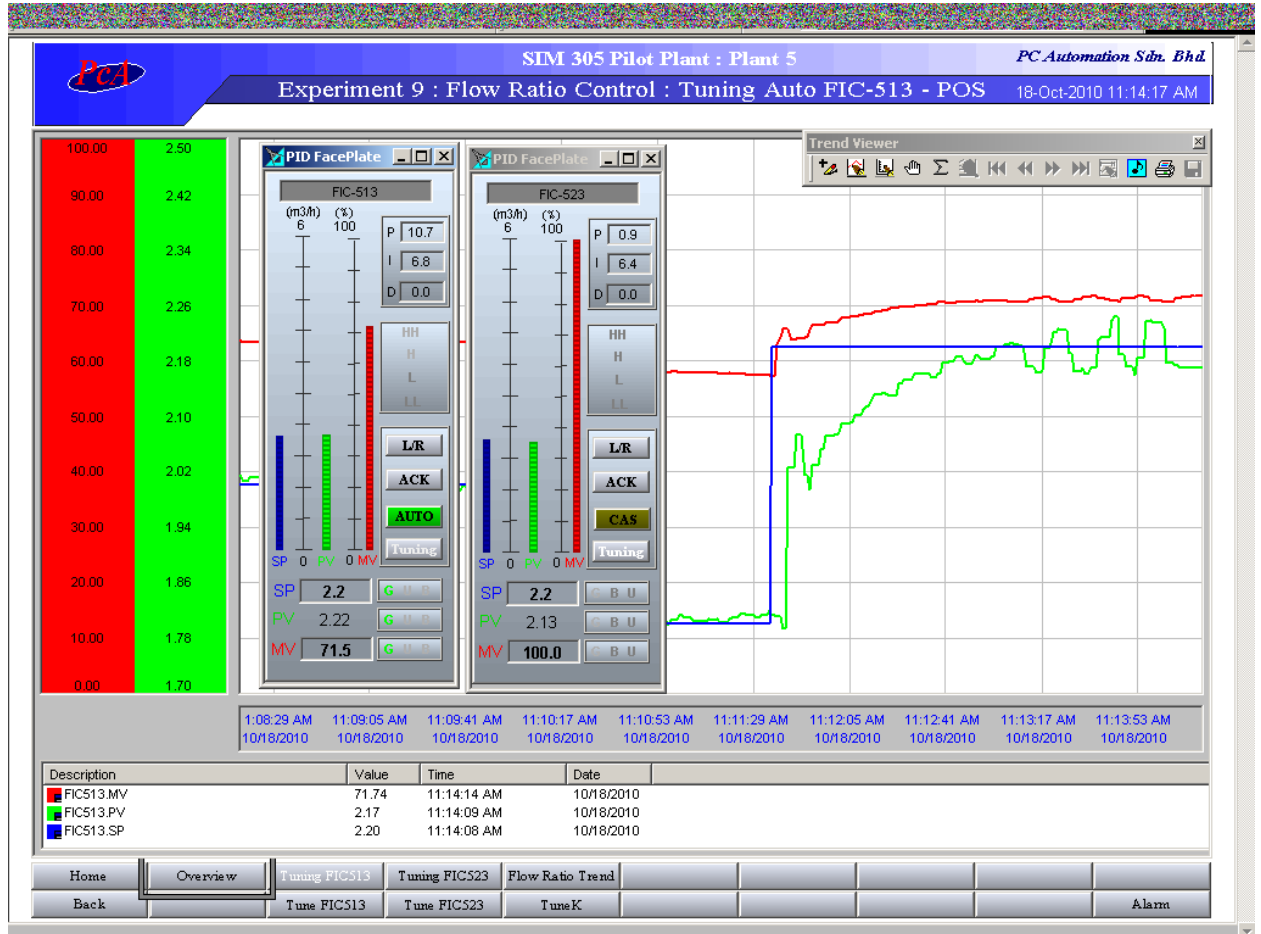 PcA
SIM 305 Pilot Plant : Plant 5
PC Automation Sdn. Bhd.
Experiment 9 : Flow Ratio Control : Tuning Auto FIC-513 - POS
18-Oct-2010 11:14:17 AM
100.00 2.50
90.00 2.42
80.00 2.34
70.00 2.26
60.00 2.18
50.00 2.10
40.00 2.02
30.00 1.94
20.00 1.86
10.00 1.78
0.00 1.70
PID FacePlate
FIC-513
(m3/h) (%)
6 100
P 10.7
I 6.8
D 0.0
HH
H
L
LL
L/R
ACK
AUTO
Tuning
SP 0 PV 0 MV
SP 2.2
PV 2.22
MV 71.5
PID FacePlate
FIC-523
(m3/h) (%)
6 100
P 0.9
I 6.4
D 0.0
HH
H
L
LL
L/R
ACK
CAS
Tuning
SP 0 PV 0 MV
SP 2.2 B U
PV 2.13 B U
MV 100.0 B U
Trend Viewer
1:08:29 AM 11:09:05 AM 11:09:41 AM 11:10:17 AM 11:10:53 AM 11:11:29 AM 11:12:05 AM 11:12:41 AM 11:13:17 AM 11:13:53 AM
10/18/2010 10/18/2010 10/18/2010 10/18/2010 10/18/2010 10/18/2010 10/18/2010 10/18/2010 10/18/2010 10/18/2010
Description Value Time Date
FIC513.MV 71.74 11:14:14 AM 10/18/2010
FIC513.PV 2.17 11:14:09 AM 10/18/2010
FIC513.SP 2.20 11:14:08 AM 10/18/2010
Home Overview Tuning FIC513 Tuning FIC523 Flow Ratio Trend
Back Tune FIC513 Tune FIC523 TuneK Alarm